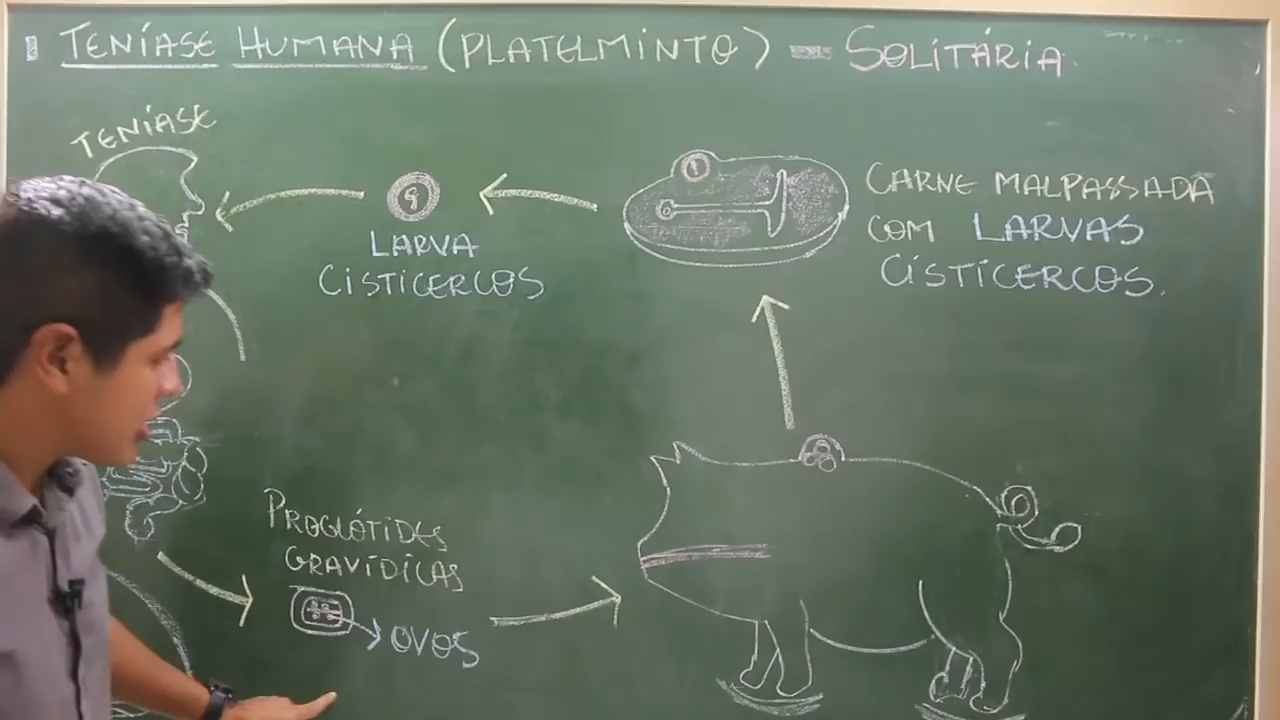 TENÍASE HUMANA (PLATELMINTO) = SOLITÁRIA
TENÍASE
CARNE MALPASSADA
COM LARVAS
CISTICERCOS.
LARVA
CISTICERCOS
PROGLÓTIDES
GRAVÍDICAS
OVOS